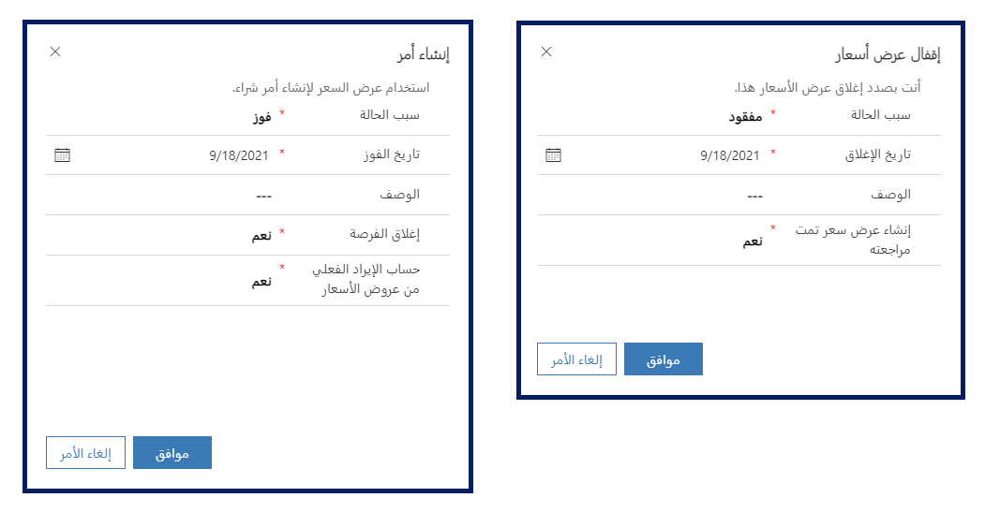 إقفال عرض أسعار
أنت بصدد إغلاق عرض الأسعار هذا.
سبب الحالة * مفقود
تاريخ الإغلاق * 9/18/2021
الوصف ---
إنشاء عرض سعر تمت * نعم
مراجعته
موافق إلغاء الأمر
إنشاء أمر
استخدام عرض السعر لإنشاء أمر شراء.
سبب الحالة * فوز
تاريخ الفوز * 9/18/2021
الوصف ---
إغلاق الفرصة * نعم
حساب الإيراد الفعلي * نعم
من عروض الأسعار
موافق إلغاء الأمر